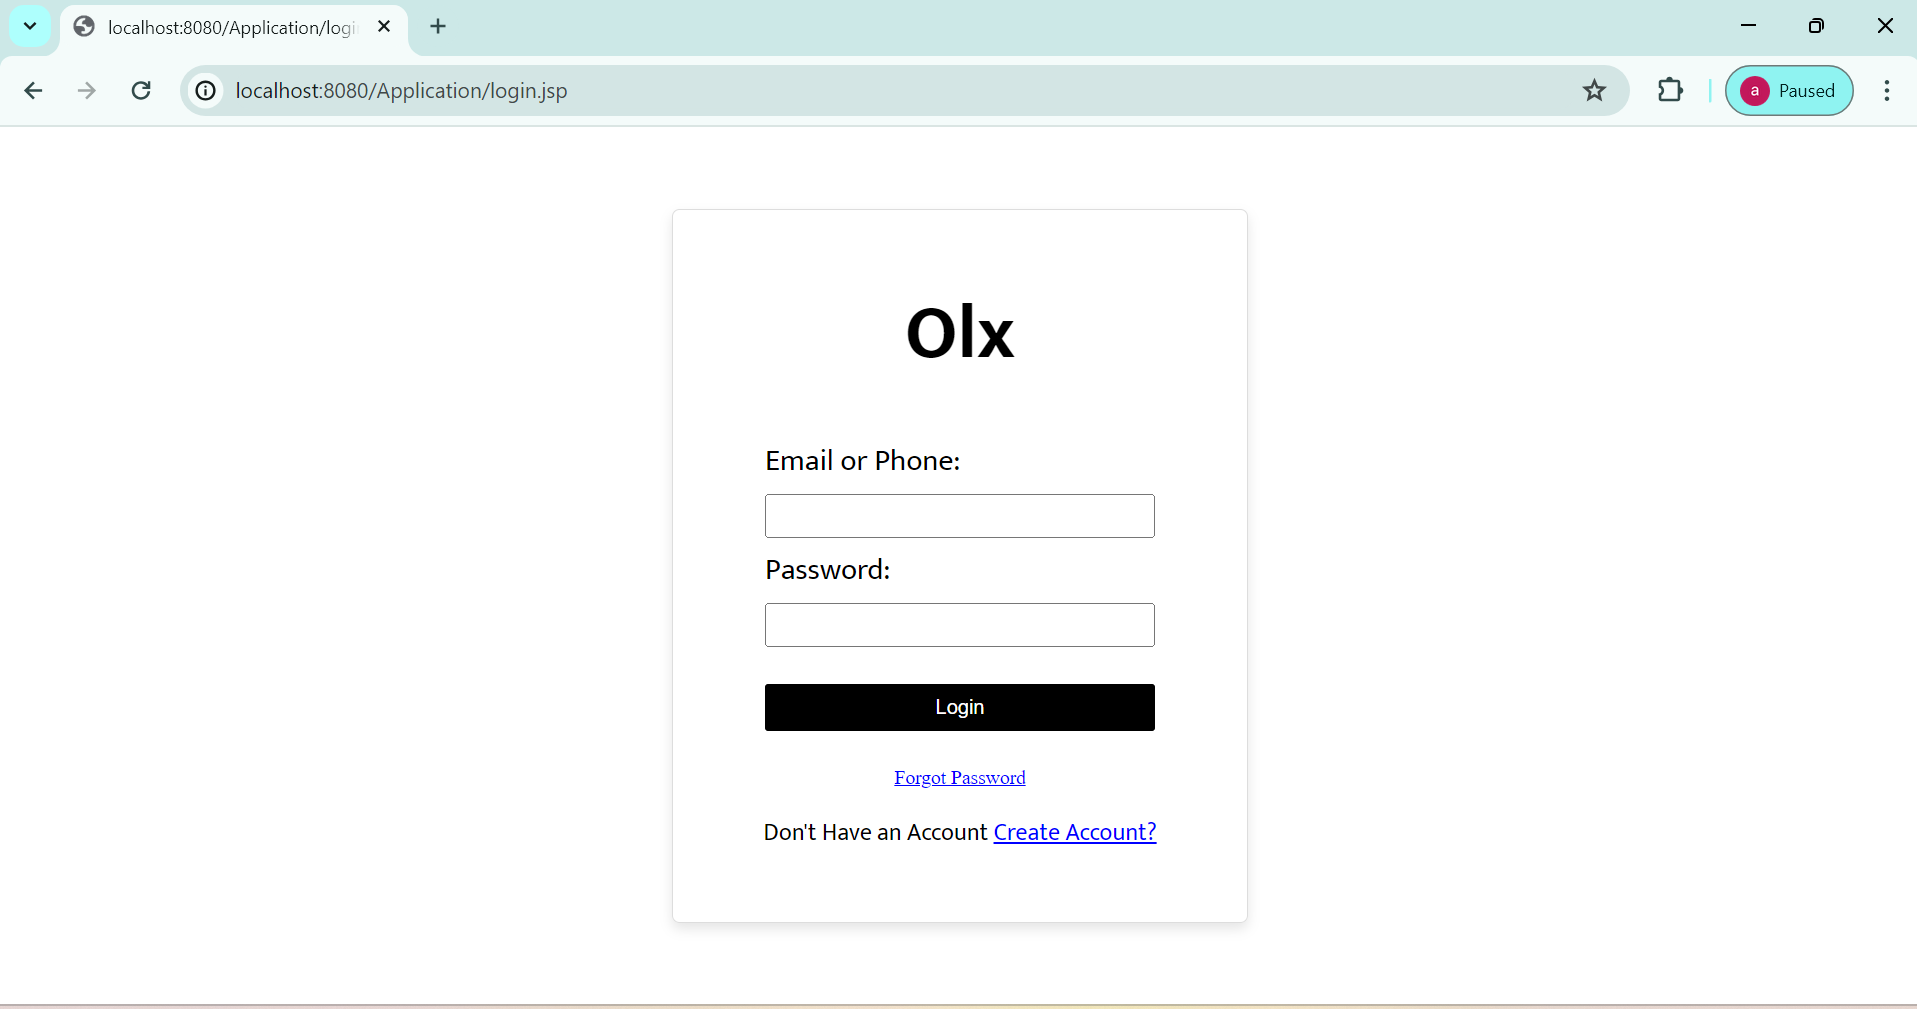 localhost:8080/Application/logi
localhost:8080/Application/login.jsp
a Paused
Olx
Email or Phone:
Password:
Login
Forgot Password
Don't Have an Account Create Account?